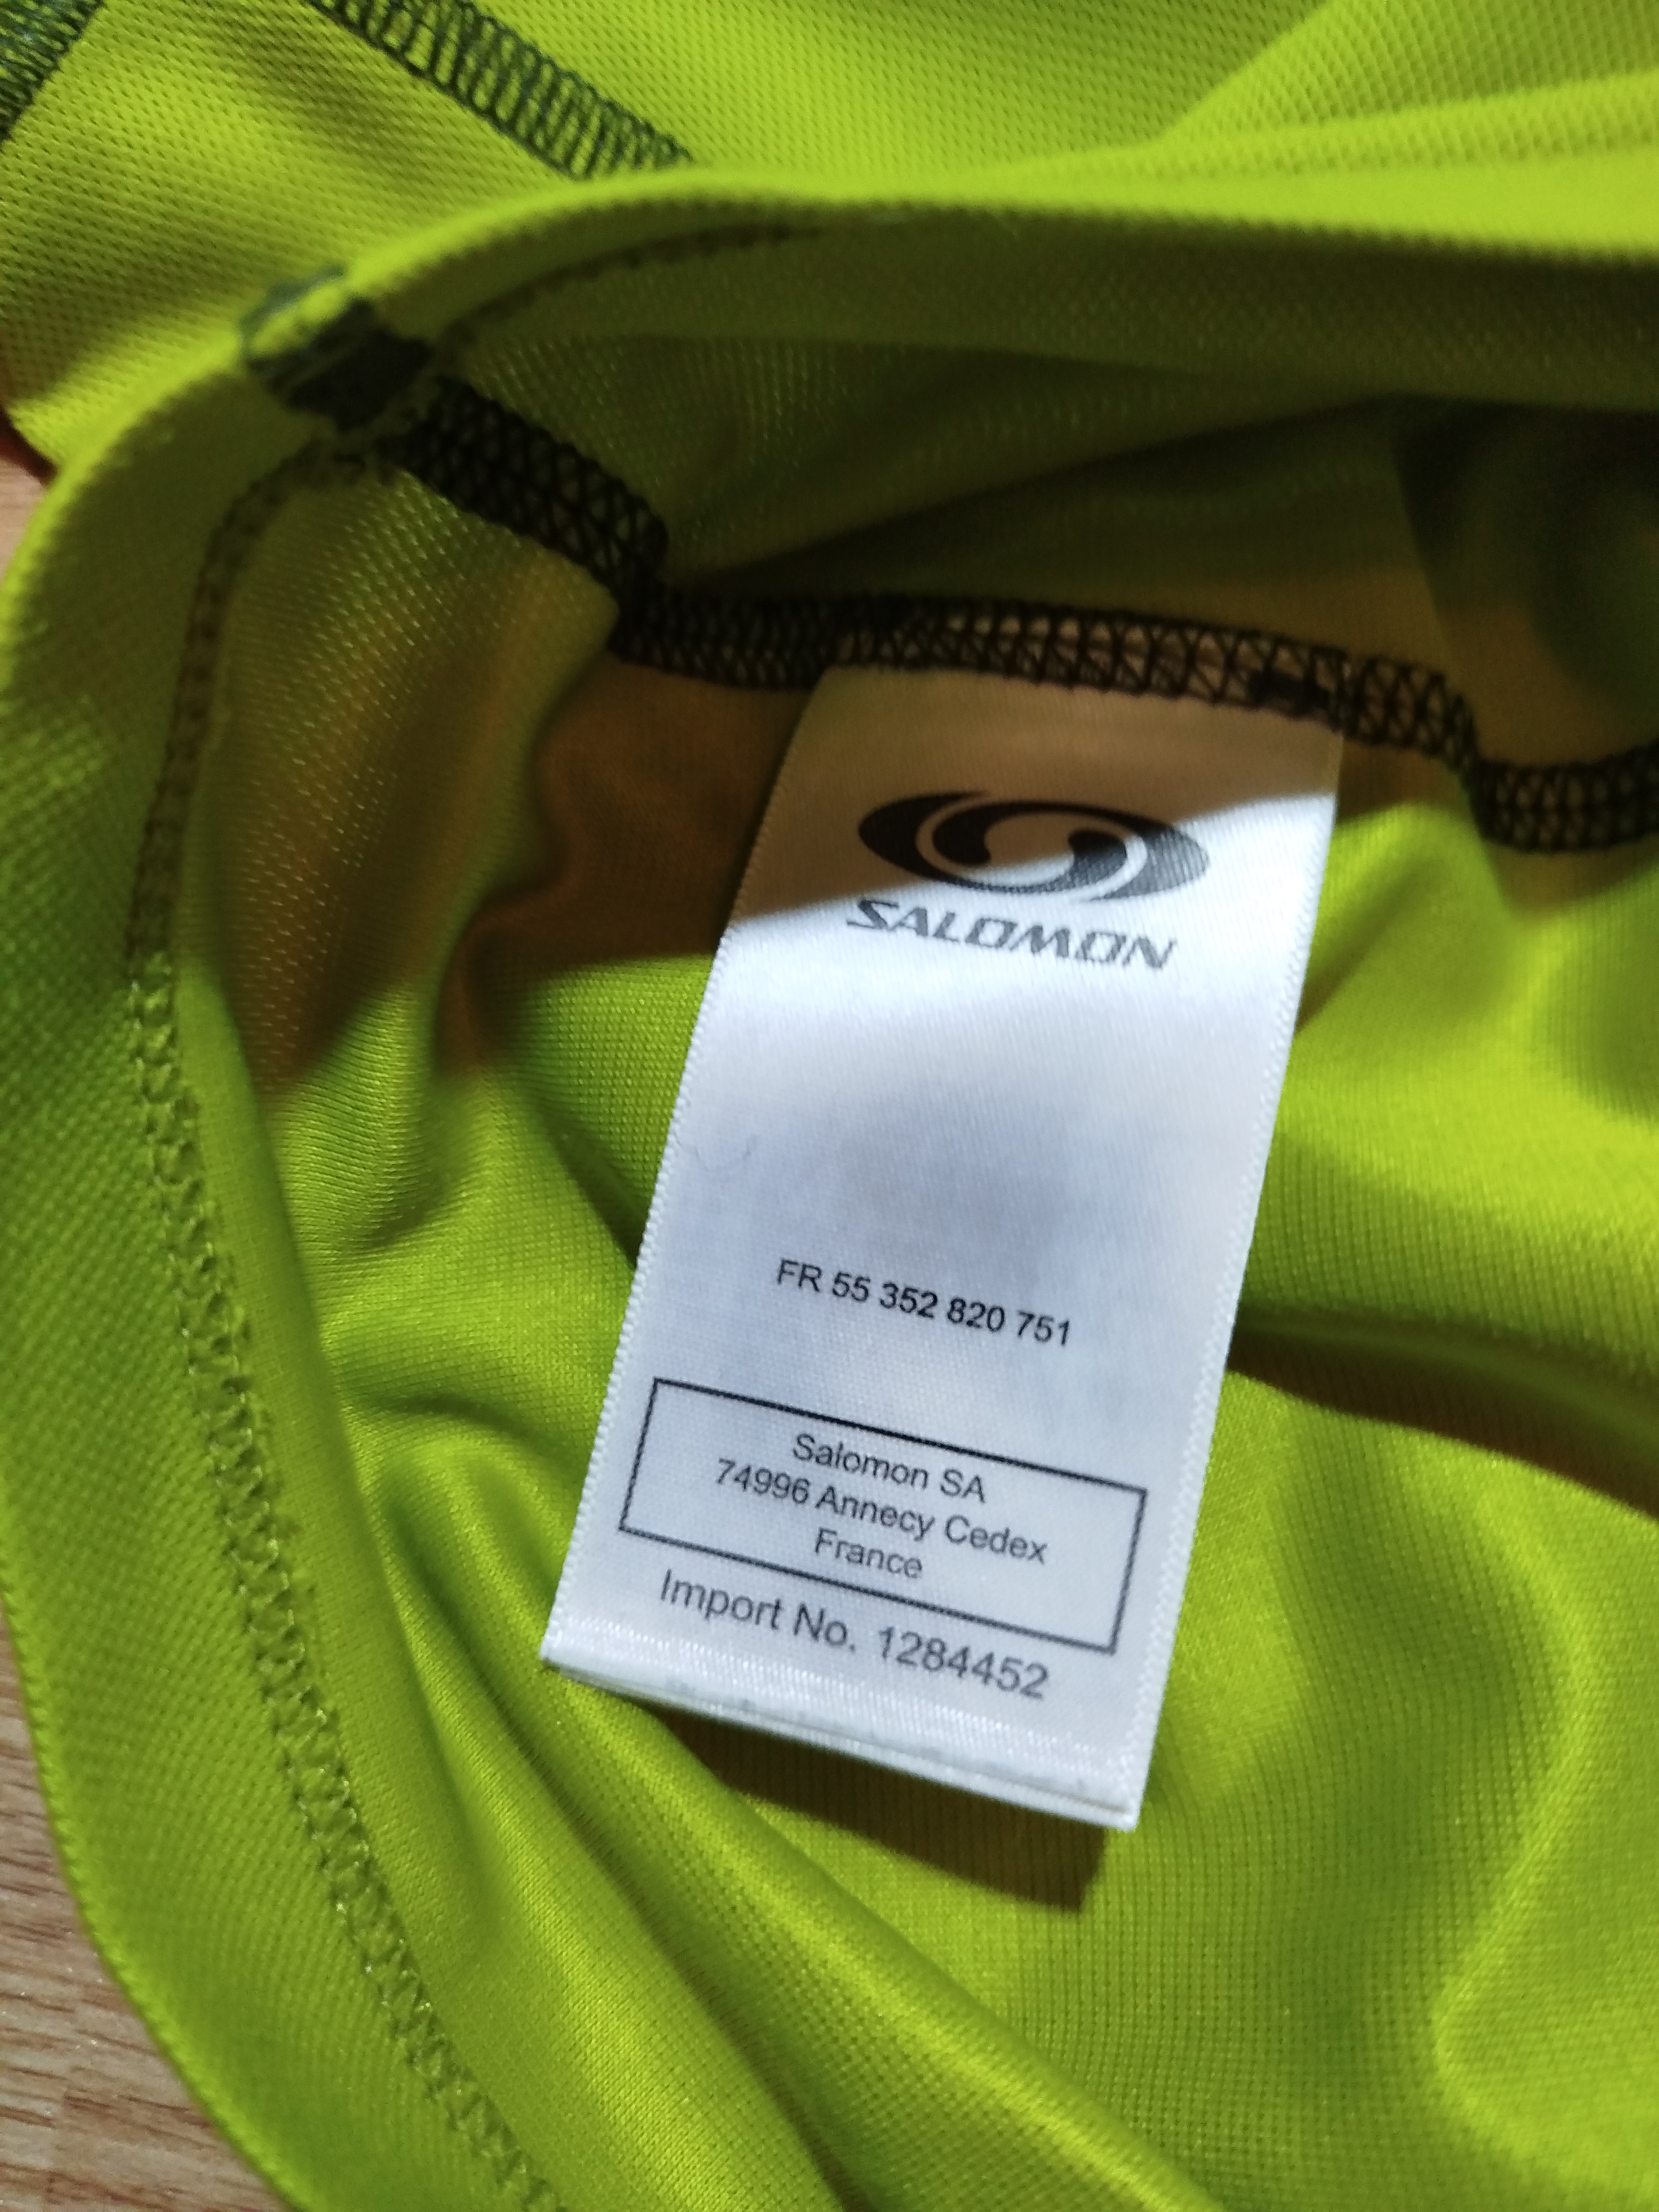 SALOMON
FR 55 352 820 751
Salomon SA
74996 Annecy Cedex
France
Import No. 1284452